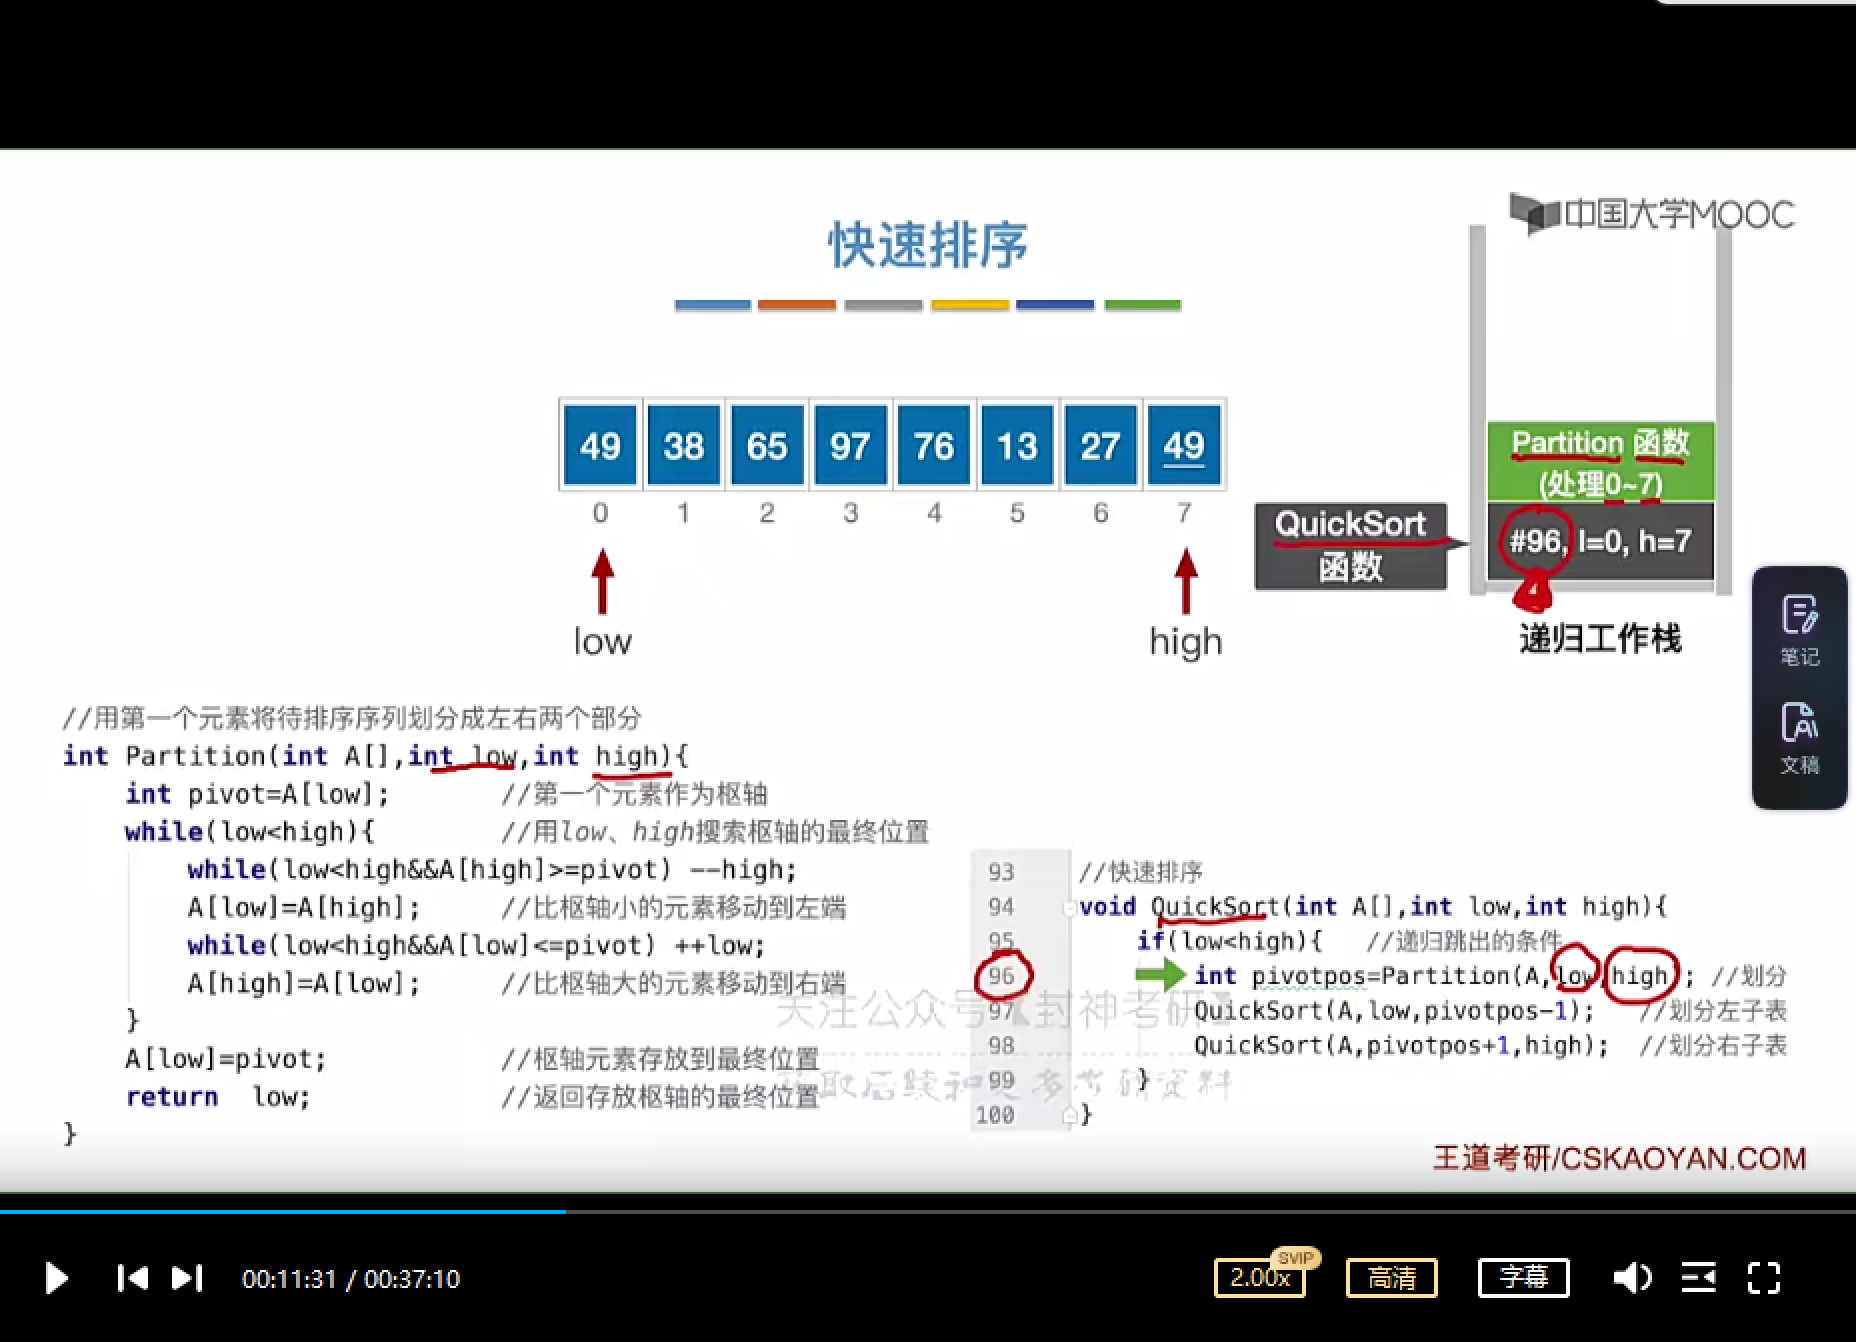 中国大学MOOC
快速排序
49 38 65 97 76 13 27 49
0 1 2 3 4 5 6 7
low high
Partition 函数
(处理0~7)
QuickSort
函数
#96, l=0, h=7
递归工作栈
笔记
文稿
//用第一个元素将待排序序列划分成左右两个部分
int Partition(int A[],int low,int high){
int pivot=A[low]; //第一个元素作为枢轴
while(low<high){ //用low、high搜索枢轴的最终位置
while(low<high&&A[high]>=pivot) --high;
A[low]=A[high]; //比枢轴小的元素移动到左端
while(low<high&&A[low]<=pivot) ++low;
A[high]=A[low]; //比枢轴大的元素移动到右端
}
A[low]=pivot; //枢轴元素存放到最终位置
return low; //返回存放枢轴的最终位置
}
93 //快速排序
94 void QuickSort(int A[],int low,int high){
95 if(low<high){ //递归跳出的条件
96 int pivotpos=Partition(A,low,high); //划分
97 QuickSort(A,low,pivotpos-1); //划分左子表
98 QuickSort(A,pivotpos+1,high); //划分右子表
99 }
100 }
关注公众号 封神考研
取后续和更多考研资料
王道考研/CSKAOYAN.COM
00:11:31 / 00:37:10
2.00x
SVIP
高清
字幕